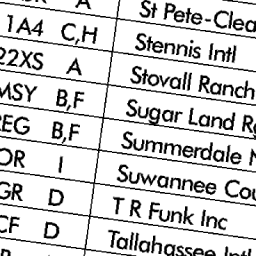 A St Pete-Clea
1A4 C,H Stennis Intl
22XS A Stovall Ranch
MSY B,F Sugar Land R
EG B,F Summerdale
OR I Suwannee Cou
GR D T R Funk Inc
CF D Tallahassee Intl